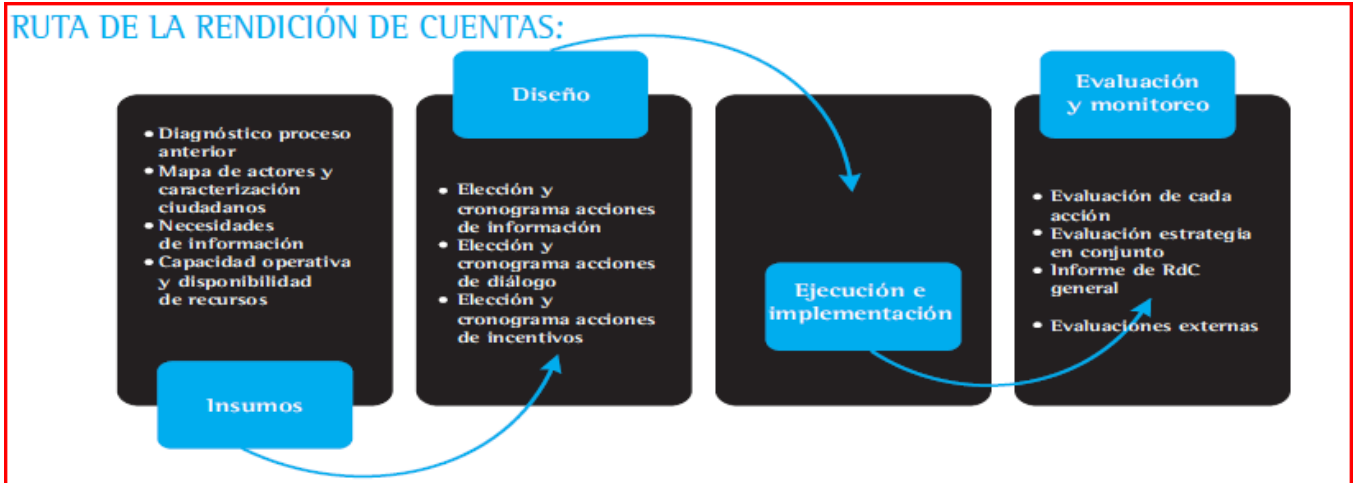 RUTA DE LA RENDICIÓN DE CUENTAS:
• Diagnóstico proceso
anterior
• Mapa de actores y
caracterización
ciudadanos
• Necesidades
de información
• Capacidad operativa
y disponibilidad
de recursos
Insumos
Diseño
• Elección y
cronograma acciones
de información
• Elección y
cronograma acciones
de diálogo
• Elección y
cronograma acciones
de incentivos
Ejecución e
implementación
Evaluación
y monitoreo
• Evaluación de cada
acción
• Evaluación estrategia
en conjunto
• Informe de RdC
general
• Evaluaciones externas